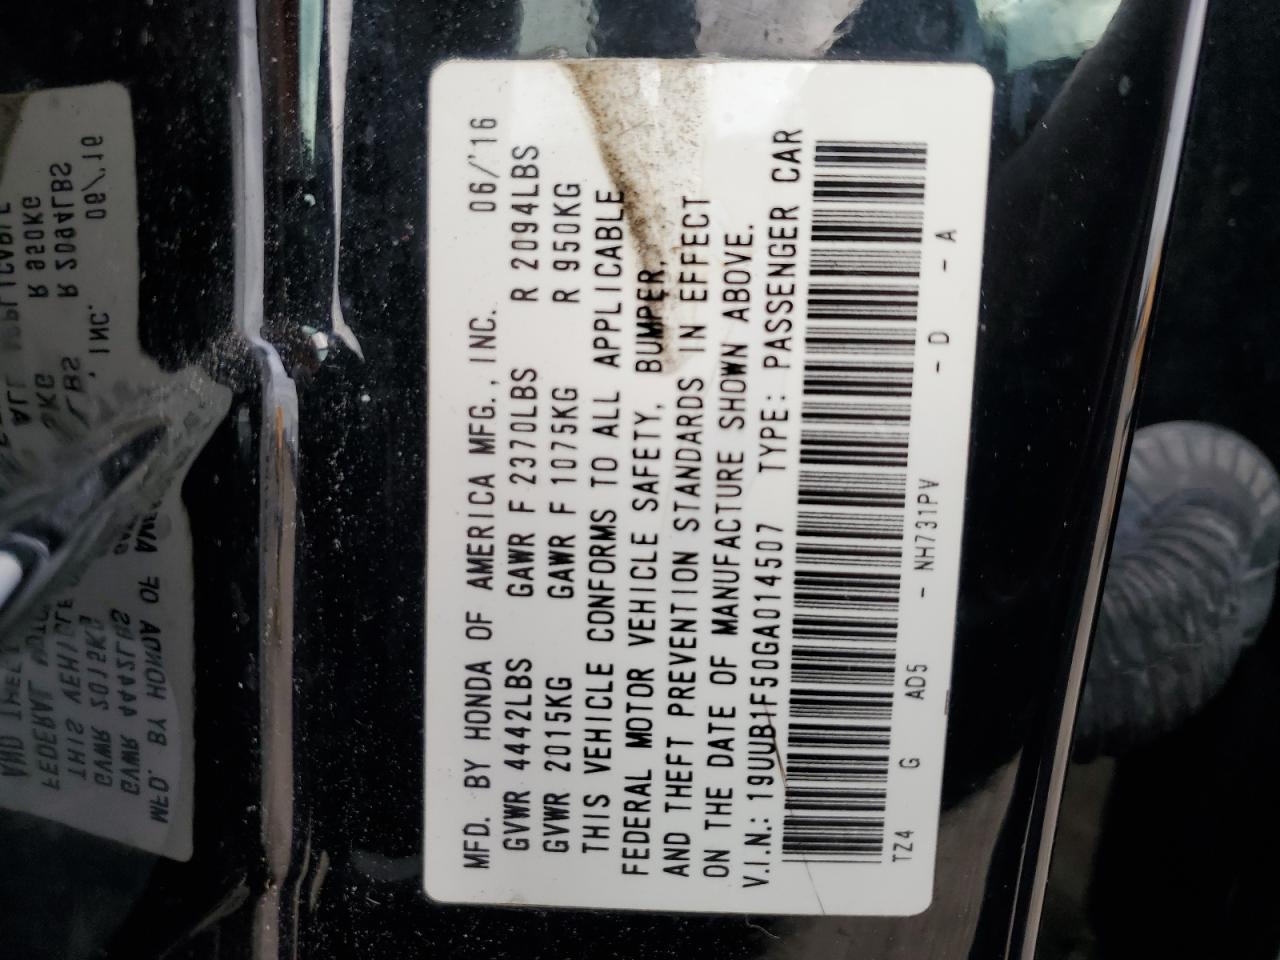 MFD. BY HONDA OF AMERICA MFG., INC. 06/'16
GVWR 4442LBS GAWR F 2370LBS R 2094LBS
GVWR 2015KG GAWR F 1075KG R 950KG
THIS VEHICLE CONFORMS TO ALL APPLICABLE
FEDERAL MOTOR VEHICLE SAFETY, BUMPER,
AND THEFT PREVENTION STANDARDS IN EFFECT
ON THE DATE OF MANUFACTURE SHOWN ABOVE.
V.I.N.: 19UUB1F50GA014507 TYPE: PASSENGER CAR
TZ4 G AD5 - NH731PV - D - A